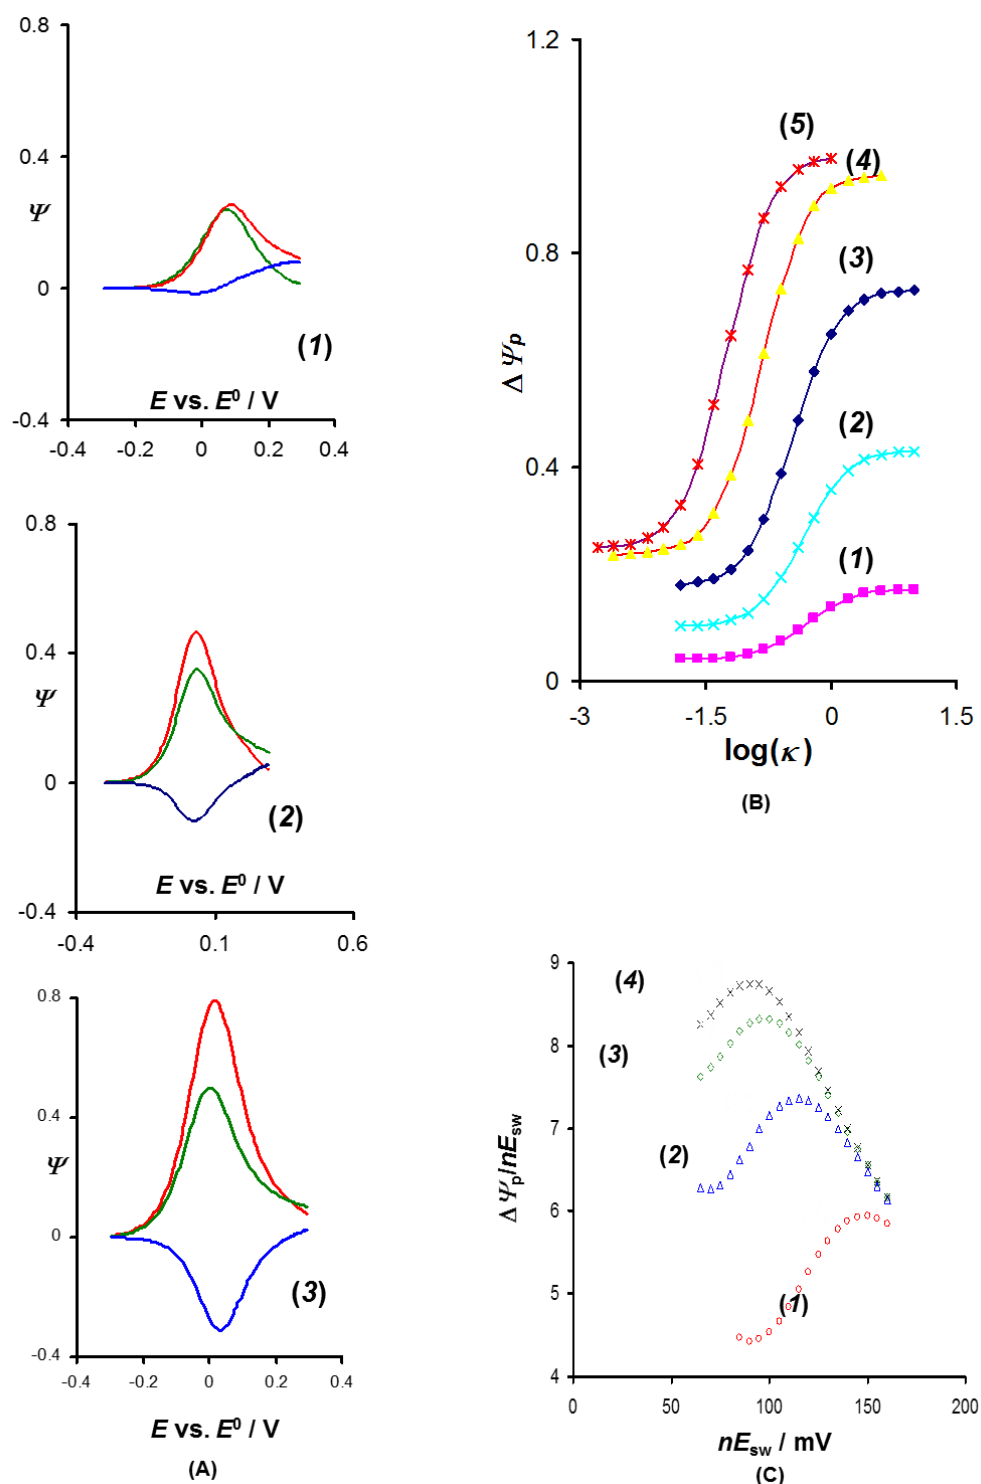 0.8
0.4
Ψ
0
(1)
E vs. E⁰ / V
-0.4
-0.4 -0.2 0 0.2 0.4
0.8
0.4
Ψ
0
(2)
E vs. E⁰ / V
-0.4
-0.4 0.1 0.6
0.8
0.4
Ψ
0
(3)
-0.4
-0.4 -0.2 0 0.2 0.4
E vs. E⁰ / V
(A)
1.2
(5)
(4)
0.8
(3)
Δ Ψp
(2)
0.4
(1)
0
-3 -1.5 0 1.5
log(κ)
(B)
9
(4)
8
(3)
7
(2)
Δ Ψp/nEsw
6
5
(1)
4
0 50 100 150 200
nEsw / mV
(C)